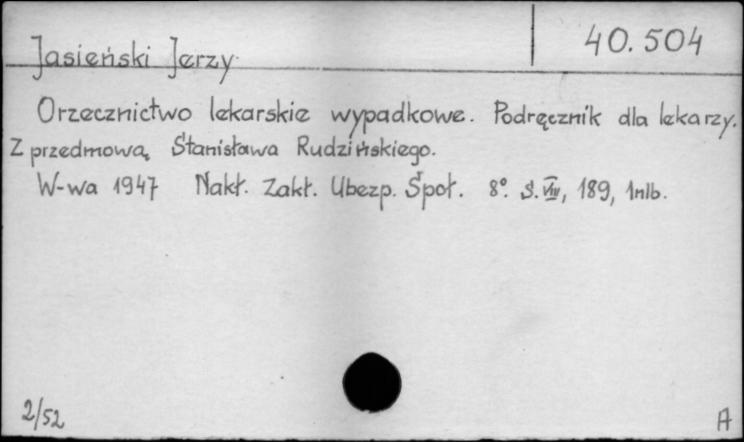 40.504
Jasieński Jerzy
Orzecznictwo lekarskie wypadkowe. Podręcznik dla lekarzy.
Z przedmową Stanisława Rudzińskiego.
W-wa 1947 Nakł. Zakł. Ubezp. Społ. 8° S. VIII, 189, 1nlb.
2/52
A